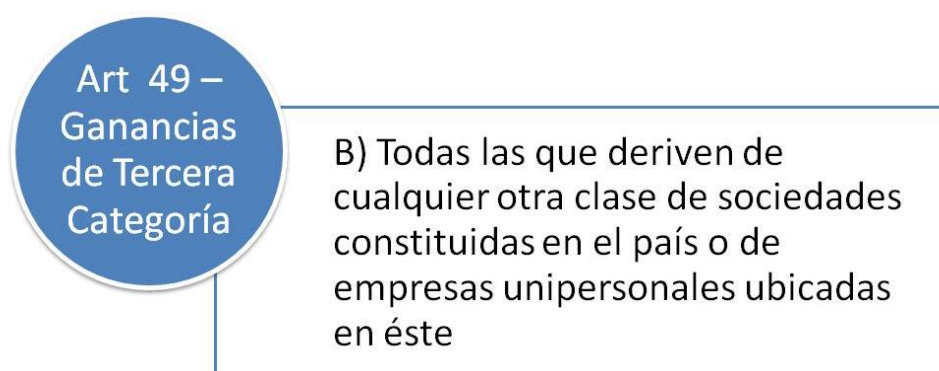 Art 49 –
Ganancias
de Tercera
Categoría
B) Todas las que deriven de
cualquier otra clase de sociedades
constituidas en el país o de
empresas unipersonales ubicadas
en éste